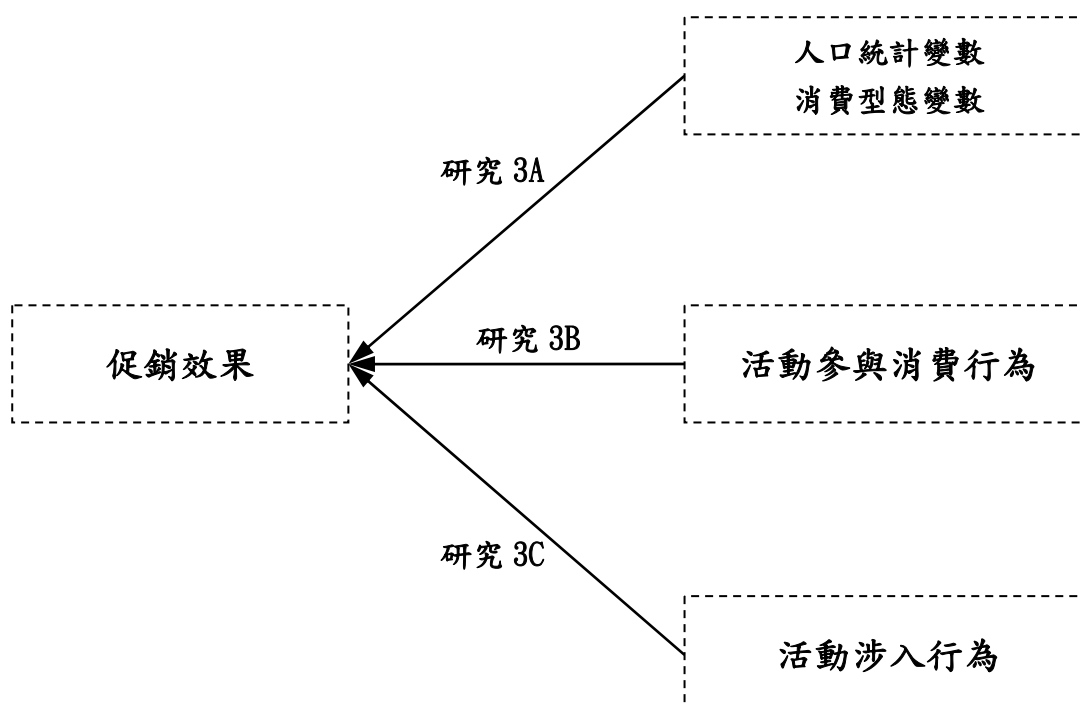 人口統計變數
消費型態變數
研究 3A
研究 3B
促銷效果
活動參與消費行為
研究 3C
活動涉入行為